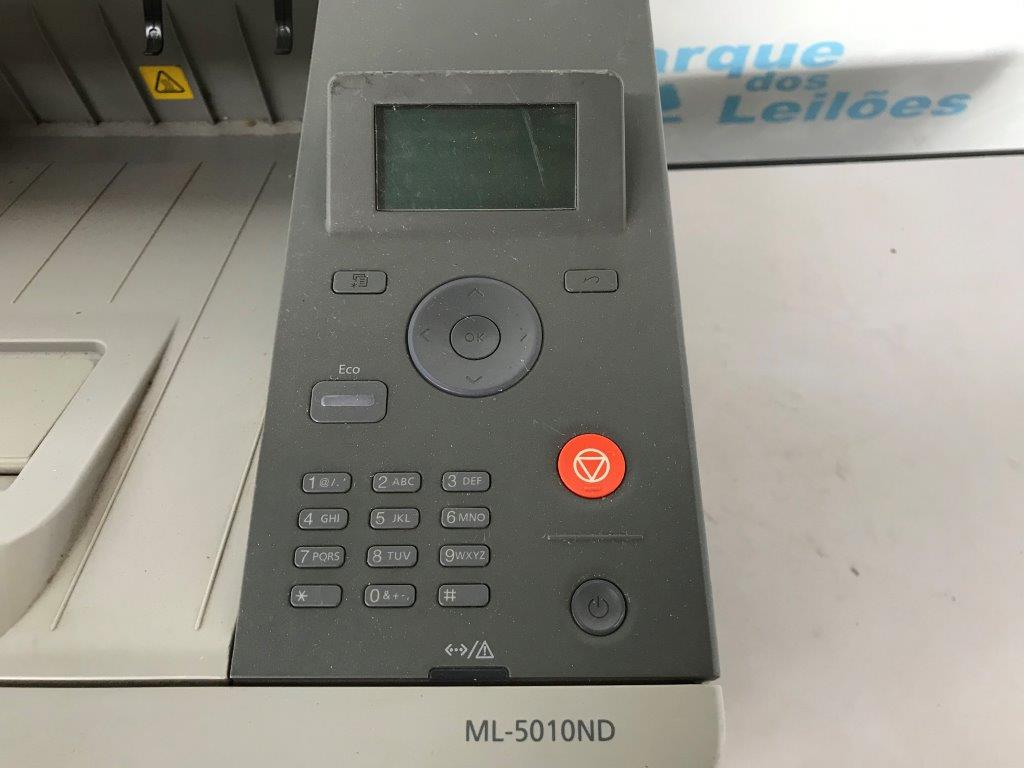 arque
dos
Leilões
OK
Eco
1 @/.'
2 ABC
3 DEF
4 GHI
5 JKL
6 MNO
7 PQRS
8 TUV
9 WXYZ
*
0 & + - ,
#
ML-5010ND